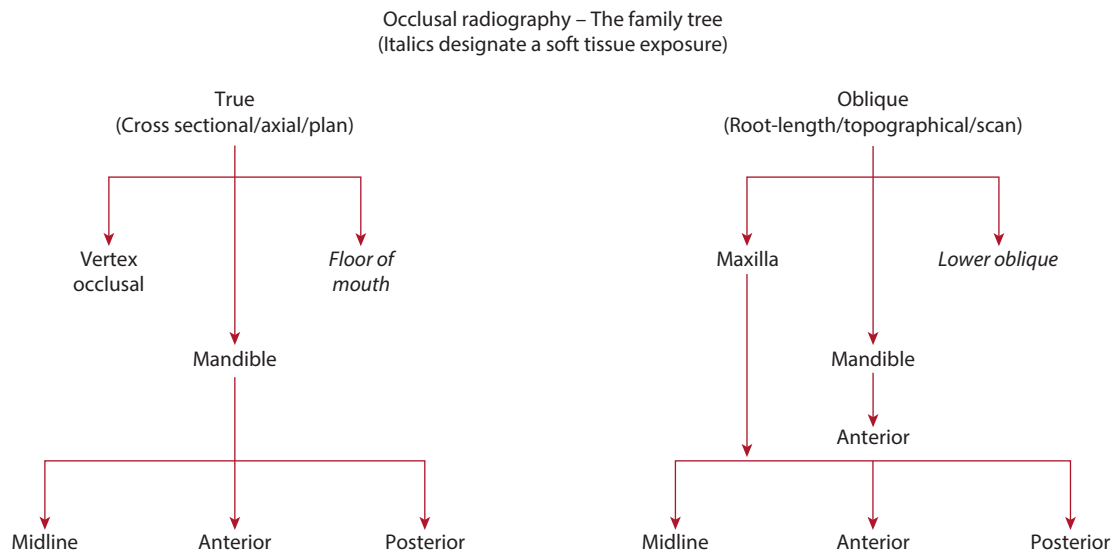 Occlusal radiography – The family tree
(Italics designate a soft tissue exposure)
True
(Cross sectional/axial/plan)
Vertex
occlusal
Floor of
mouth
Mandible
Midline
Anterior
Posterior
Oblique
(Root-length/topographical/scan)
Maxilla
Lower oblique
Mandible
Anterior
Midline
Anterior
Posterior